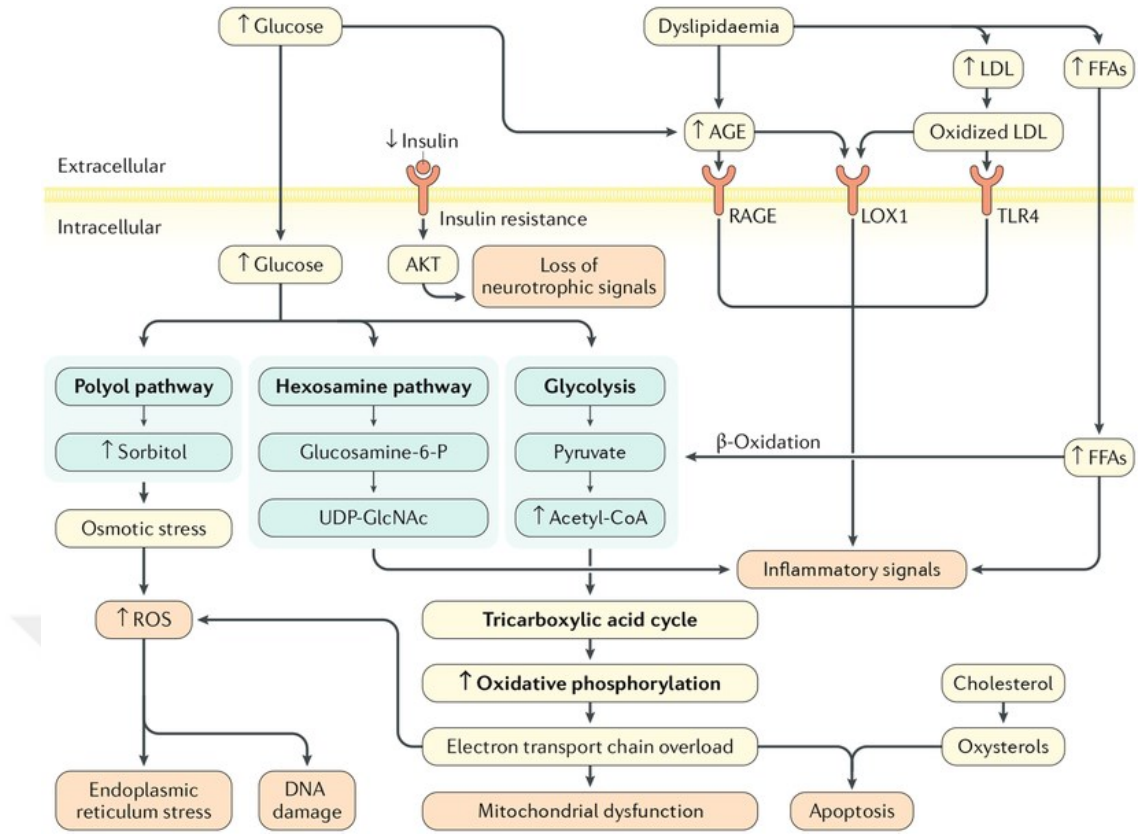 ↑ Glucose
Dyslipidaemia
↑ LDL
↑ FFAs
↑ AGE
Oxidized LDL
↓ Insulin
Extracellular
Intracellular
Insulin resistance
RAGE
LOX1
TLR4
↑ Glucose
AKT
Loss of
neurotrophic signals
Polyol pathway
Hexosamine pathway
Glycolysis
↑ Sorbitol
Glucosamine-6-P
Pyruvate
β-Oxidation
↑ FFAs
UDP-GlcNAc
↑ Acetyl-CoA
Osmotic stress
Inflammatory signals
↑ ROS
Tricarboxylic acid cycle
↑ Oxidative phosphorylation
Cholesterol
Electron transport chain overload
Oxysterols
Endoplasmic
reticulum stress
DNA
damage
Mitochondrial dysfunction
Apoptosis